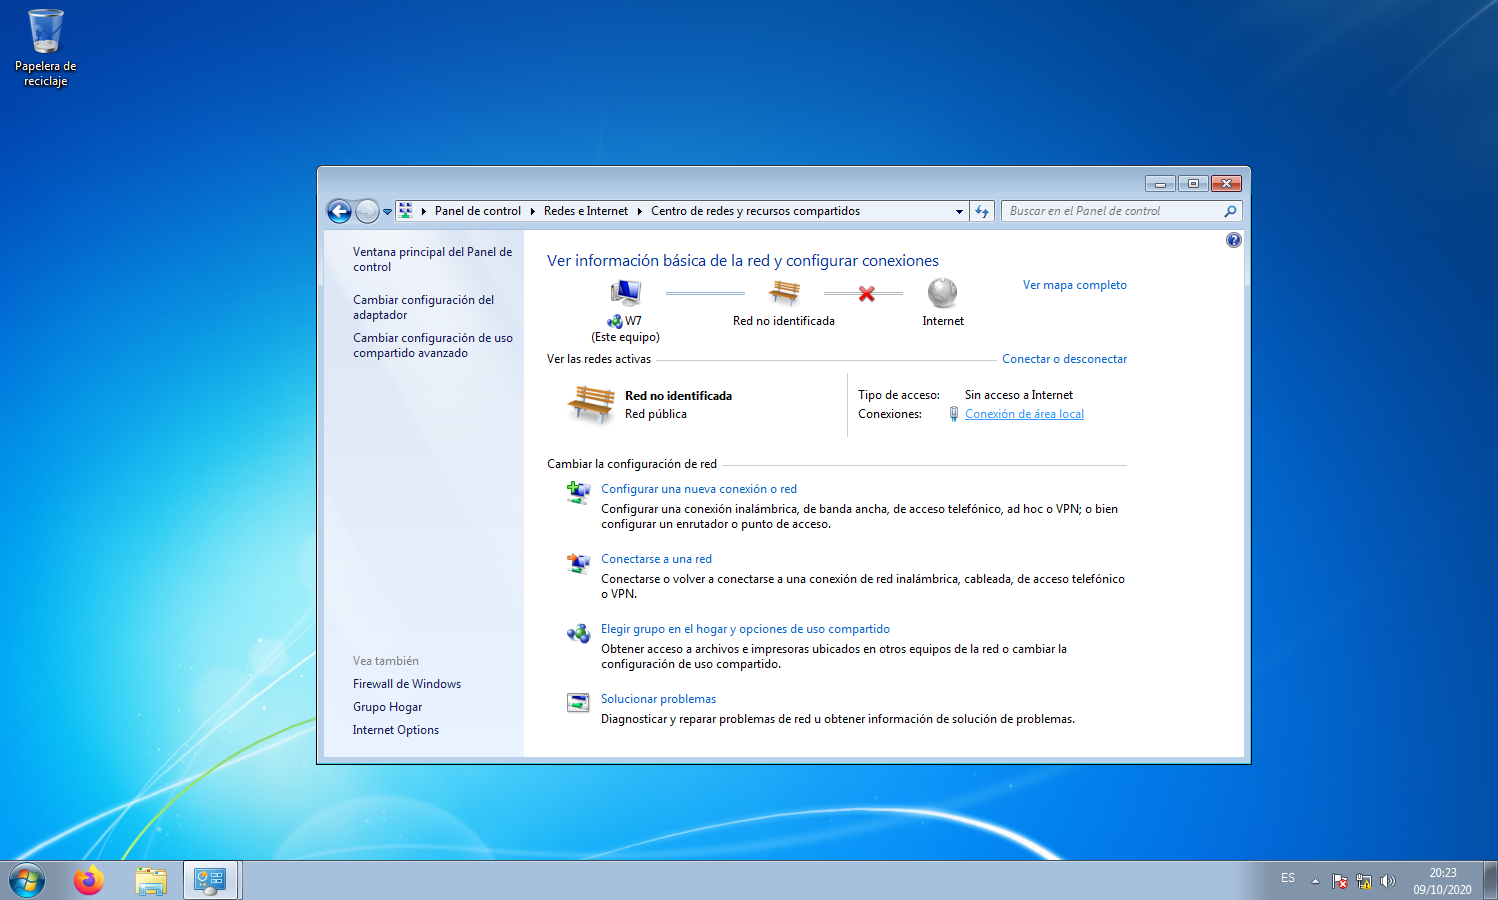 Papelera de
reciclaje
Panel de control
Redes e Internet
Centro de redes y recursos compartidos
Buscar en el Panel de control
Ventana principal del Panel de
control
Cambiar configuración del
adaptador
Cambiar configuración de uso
compartido avanzado
Vea también
Firewall de Windows
Grupo Hogar
Internet Options
Ver información básica de la red y configurar conexiones
Ver mapa completo
W7
(Este equipo)
Red no identificada
Internet
Ver las redes activas
Conectar o desconectar
Red no identificada
Red pública
Tipo de acceso:
Sin acceso a Internet
Conexiones:
Conexión de área local
Cambiar la configuración de red
Configurar una nueva conexión o red
Configurar una conexión inalámbrica, de banda ancha, de acceso telefónico, ad hoc o VPN; o bien
configurar un enrutador o punto de acceso.
Conectarse a una red
Conectarse o volver a conectarse a una conexión de red inalámbrica, cableada, de acceso telefónico
o VPN.
Elegir grupo en el hogar y opciones de uso compartido
Obtener acceso a archivos e impresoras ubicados en otros equipos de la red o cambiar la
configuración de uso compartido.
Solucionar problemas
Diagnosticar y reparar problemas de red u obtener información de solución de problemas.
ES
20:23
09/10/2020